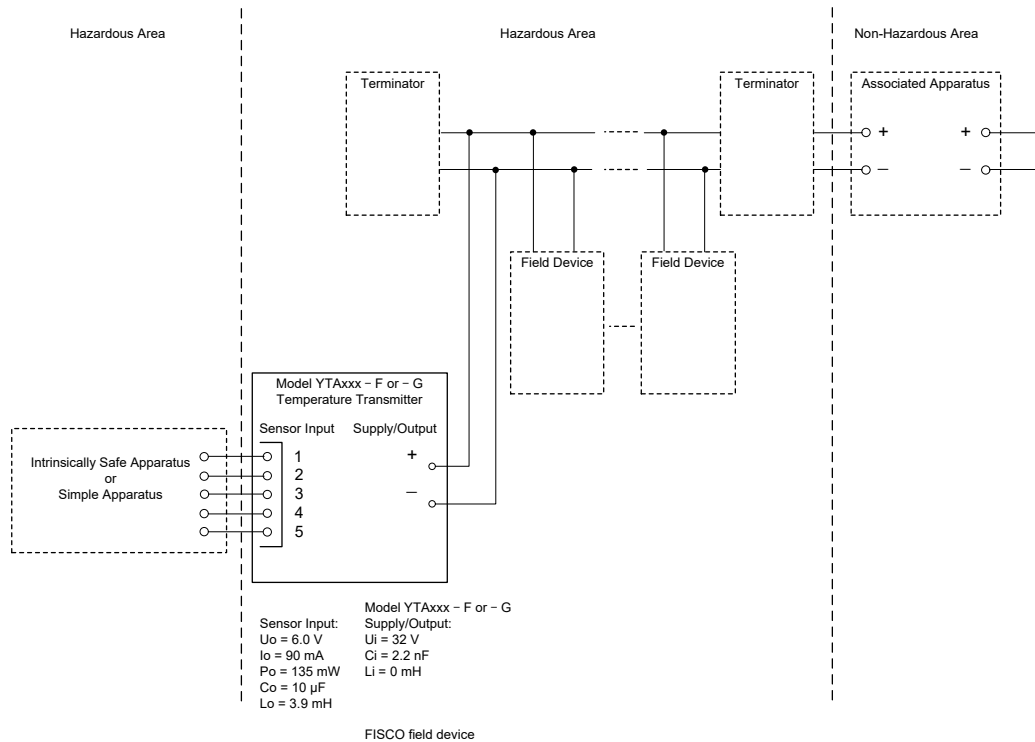 Hazardous Area
Hazardous Area
Non-Hazardous Area
Terminator
Terminator
Associated Apparatus
+
+
–
–
Field Device
Field Device
Model YTAxxx – F or – G
Temperature Transmitter
Sensor Input
Supply/Output
1
2
3
4
5
+
–
Intrinsically Safe Apparatus
or
Simple Apparatus
Sensor Input:
Uo = 6.0 V
Io = 90 mA
Po = 135 mW
Co = 10 µF
Lo = 3.9 mH
Model YTAxxx – F or – G
Supply/Output:
Ui = 32 V
Ci = 2.2 nF
Li = 0 mH
FISCO field device